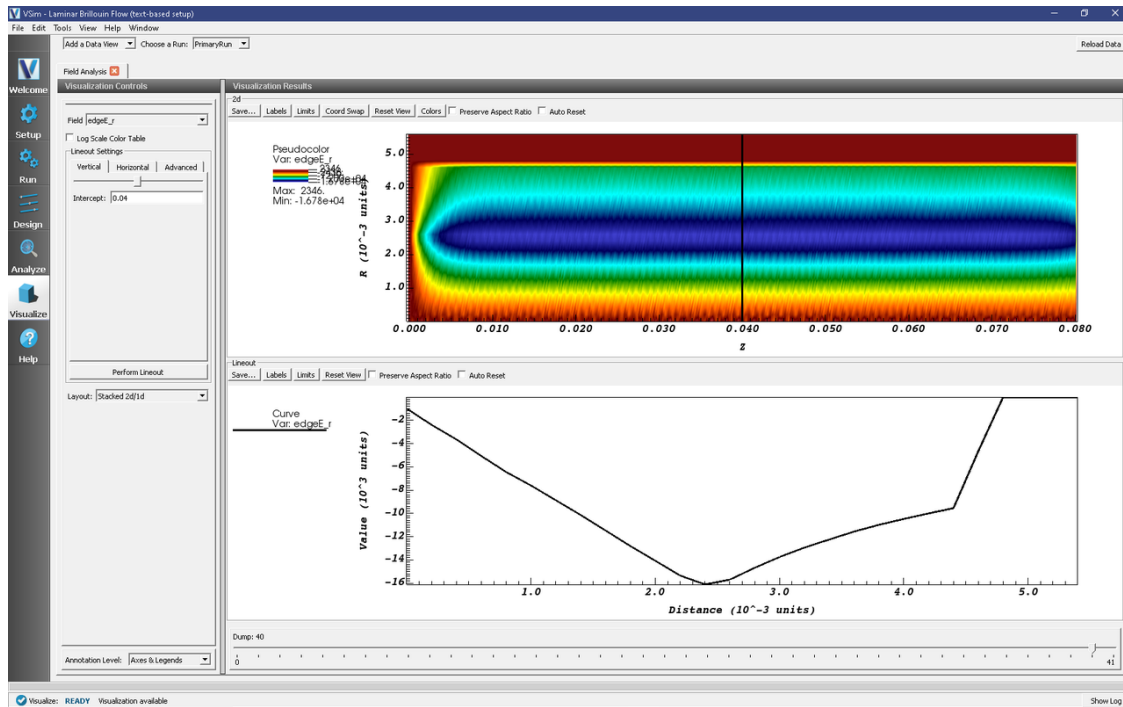 VSim - Laminar Brillouin Flow (text-based setup)
File Edit Tools View Help Window
Add a Data View Choose a Run: PrimaryRun Reload Data
Field Analysis
Welcome
Setup
Run
Design
Analyze
Visualize
Help
Visualization Controls
Field edgeE_r
Log Scale Color Table
Lineout Settings
Vertical Horizontal Advanced
Intercept: 0.04
Perform Lineout
Layout: Stacked 2d/1d
Annotation Level: Axes & Legends
Visualization Results
2d
Save... Labels Limits Coord Swap Reset View Colors Preserve Aspect Ratio Auto Reset
Pseudocolor
Var: edgeE_r
2346.
Max: 2346.
Min: -1.678e+04
R (10^-3 units)
5.0
4.0
3.0
2.0
1.0
0.000 0.010 0.020 0.030 0.040 0.050 0.060 0.070 0.080
Z
Lineout
Save... Labels Limits Reset View Preserve Aspect Ratio Auto Reset
Curve
Var: edgeE_r
Value (10^3 units)
-2
-4
-6
-8
-10
-12
-14
-16
1.0 2.0 3.0 4.0 5.0
Distance (10^-3 units)
Dump: 40
0 41
Visualize: READY Visualization available Show Log